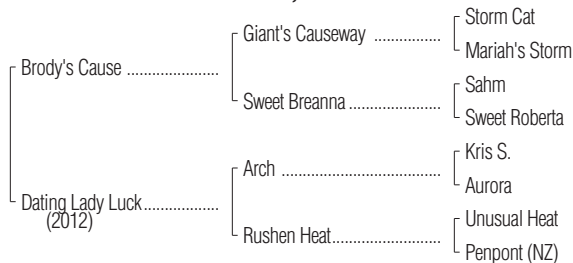 Storm Cat
Giant's Causeway ................
Mariah's Storm
Brody's Cause ......................
Sahm
Sweet Breanna ......................
Sweet Roberta
Kris S.
Arch ......................................
Aurora
Dating Lady Luck..................
(2012)
Unusual Heat
Rushen Heat..........................
Penpont (NZ)